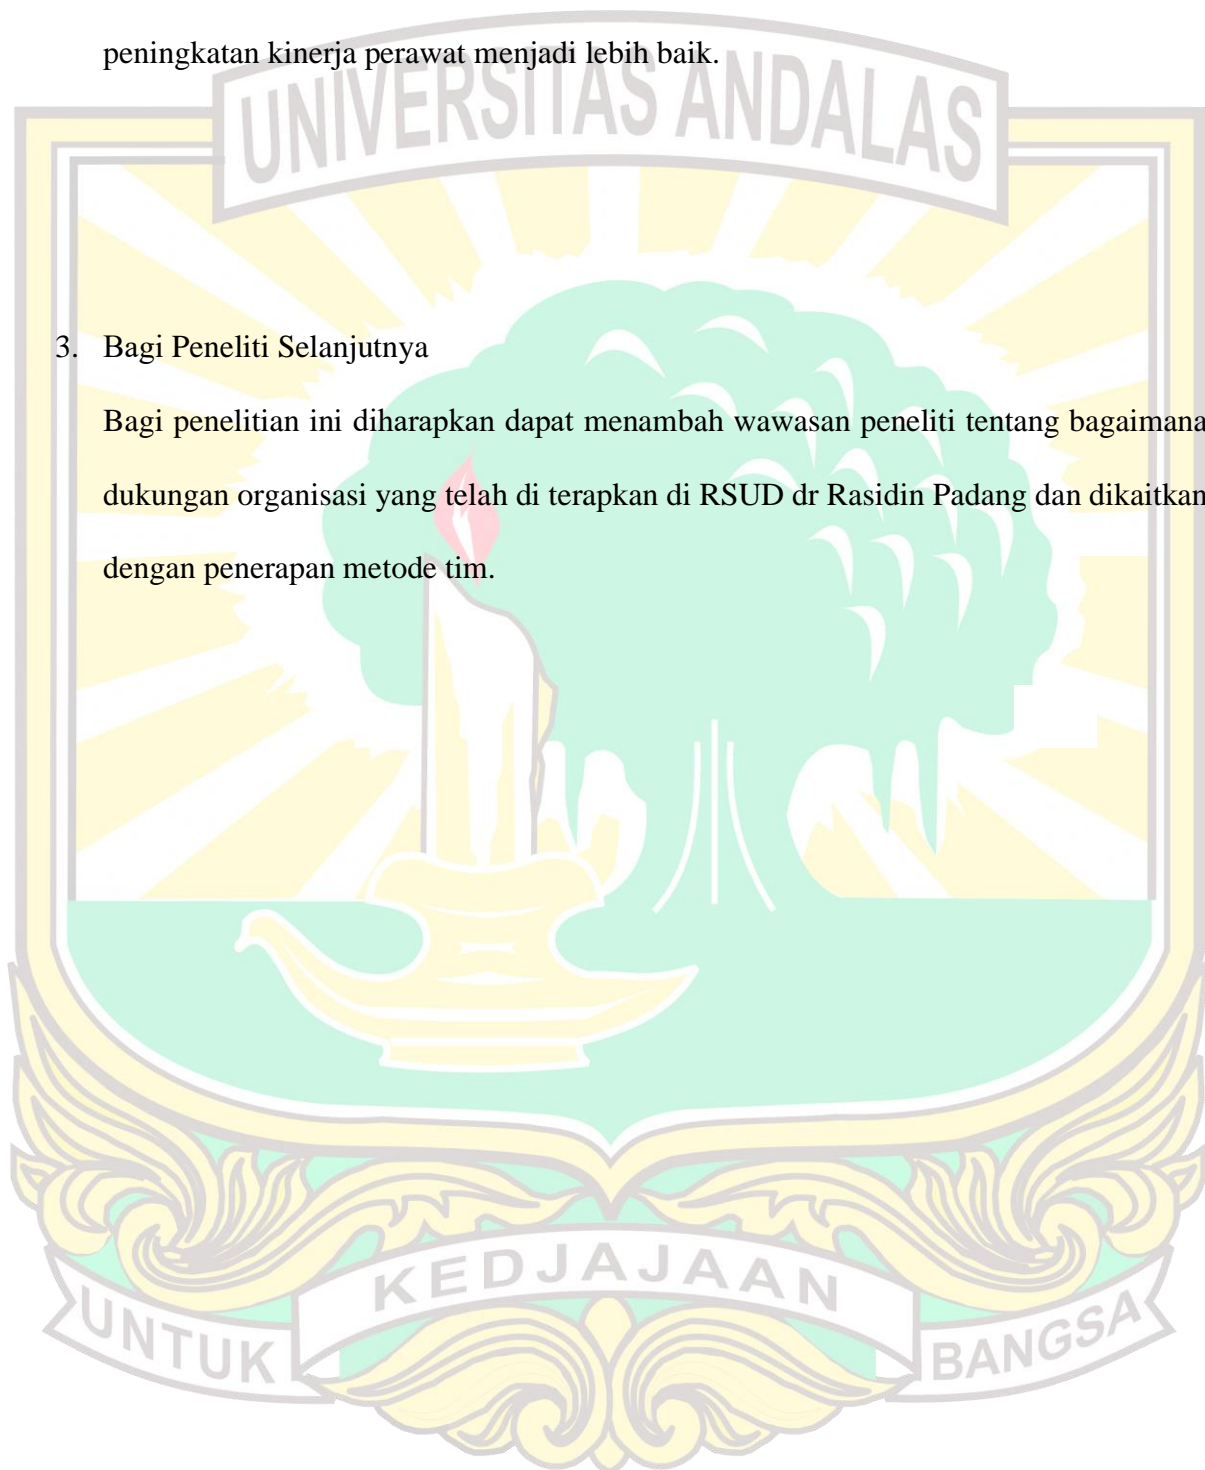 peningkatan kinerja perawat menjadi lebih baik.
UNIVERSITAS ANDALAS
3. Bagi Peneliti Selanjutnya
Bagi penelitian ini diharapkan dapat menambah wawasan peneliti tentang bagaimana
dukungan organisasi yang telah di terapkan di RSUD dr Rasidin Padang dan dikaitkan
dengan penerapan metode tim.
UNTUK KEDJAJAAN BANGSA